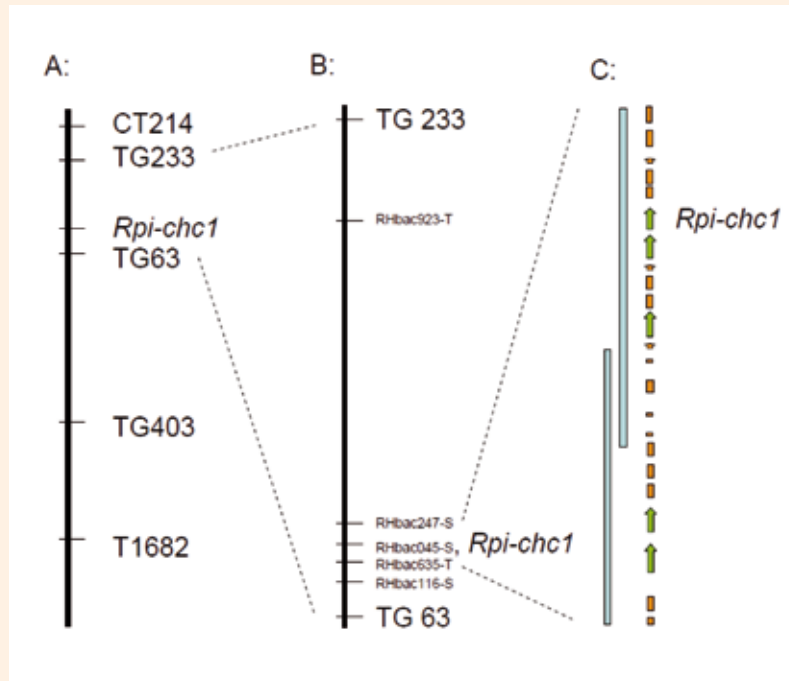 A:
CT214
TG233
Rpi-chc1
TG63
TG403
T1682
B:
TG 233
RHbac923-T
RHbac247-S
RHbac045-S, Rpi-chc1
RHbac635-T
RHbac116-S
TG 63
C:
Rpi-chc1